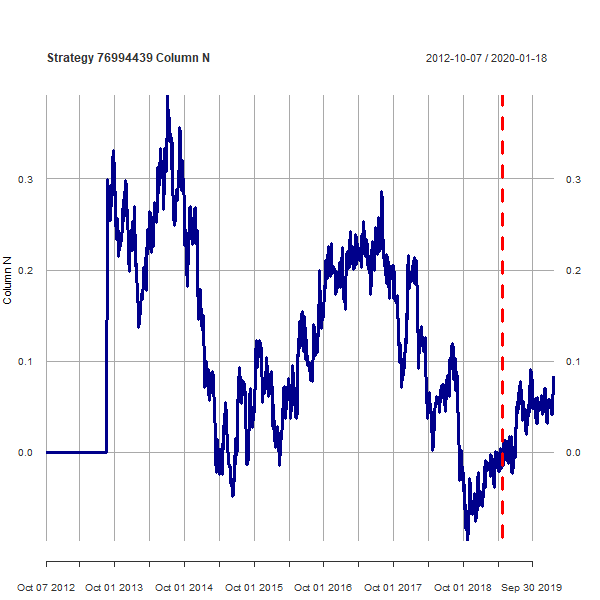 Strategy 76994439 Column N
2012-10-07 / 2020-01-18
Column N
0.3
0.3
0.2
0.2
0.1
0.1
0.0
0.0
Oct 07 2012
Oct 01 2013
Oct 01 2014
Oct 01 2015
Oct 01 2016
Oct 01 2017
Oct 01 2018
Sep 30 2019